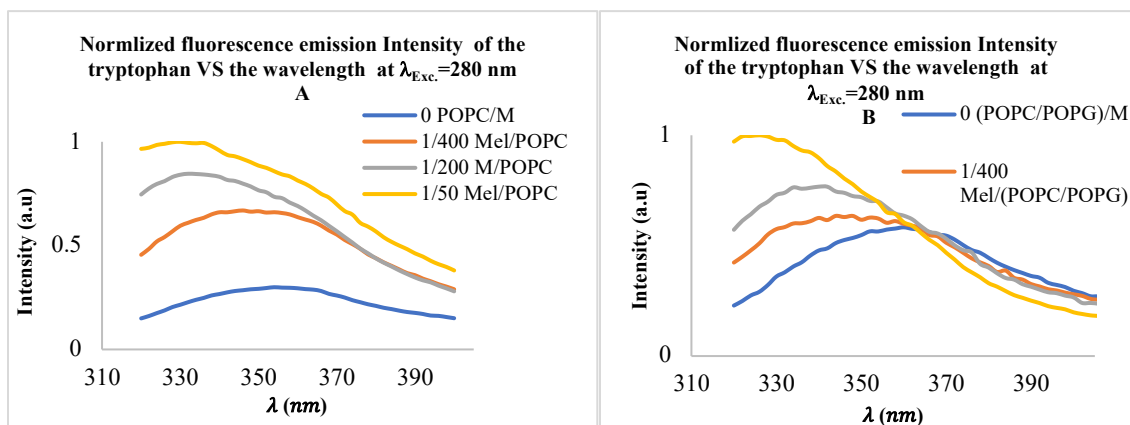 Normlized fluorescence emission Intensity of the
tryptophan VS the wavelength at λExc.=280 nm
A
0 POPC/M
1/400 Mel/POPC
1/200 M/POPC
1/50 Mel/POPC
1
0.5
0
Intensity (a.u)
310 330 350 370 390
λ (nm)
Normlized fluorescence emission Intensity
of the tryptophan VS the wavelength at
λExc.=280 nm
B
0 (POPC/POPG)/M
1/400
Mel/(POPC/POPG)
1
0.5
0
Intensity (a.u)
310 330 350 370 390
λ (nm)